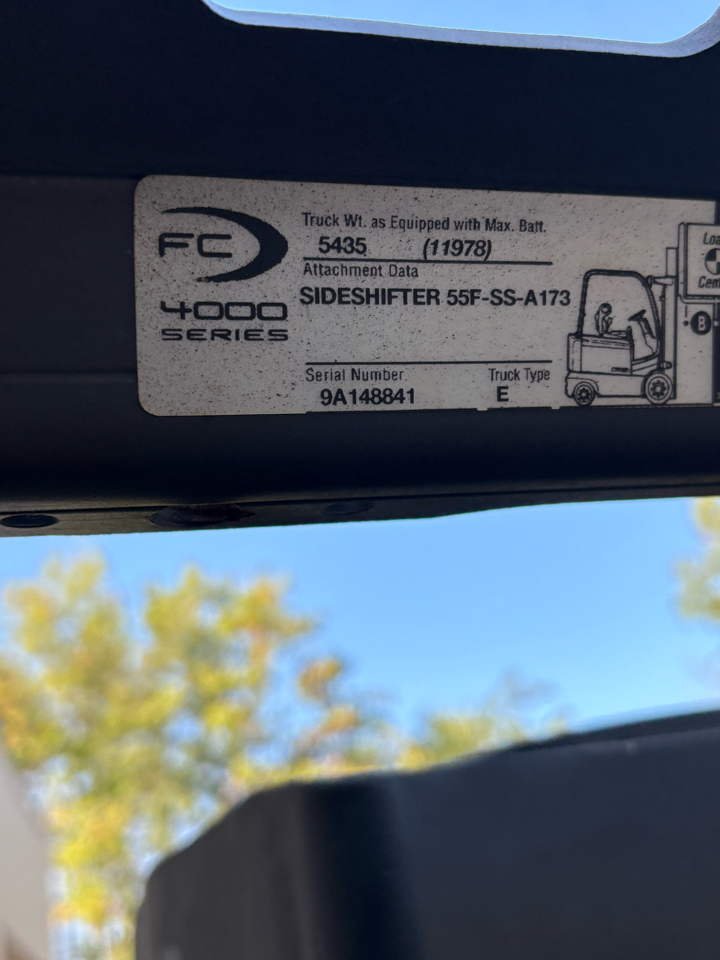 FC
4000
SERIES
Truck Wt. as Equipped with Max. Batt.
5435 (11978)
Attachment Data
SIDESHIFTER 55F-SS-A173
Serial Number
9A148841
Truck Type
E
B